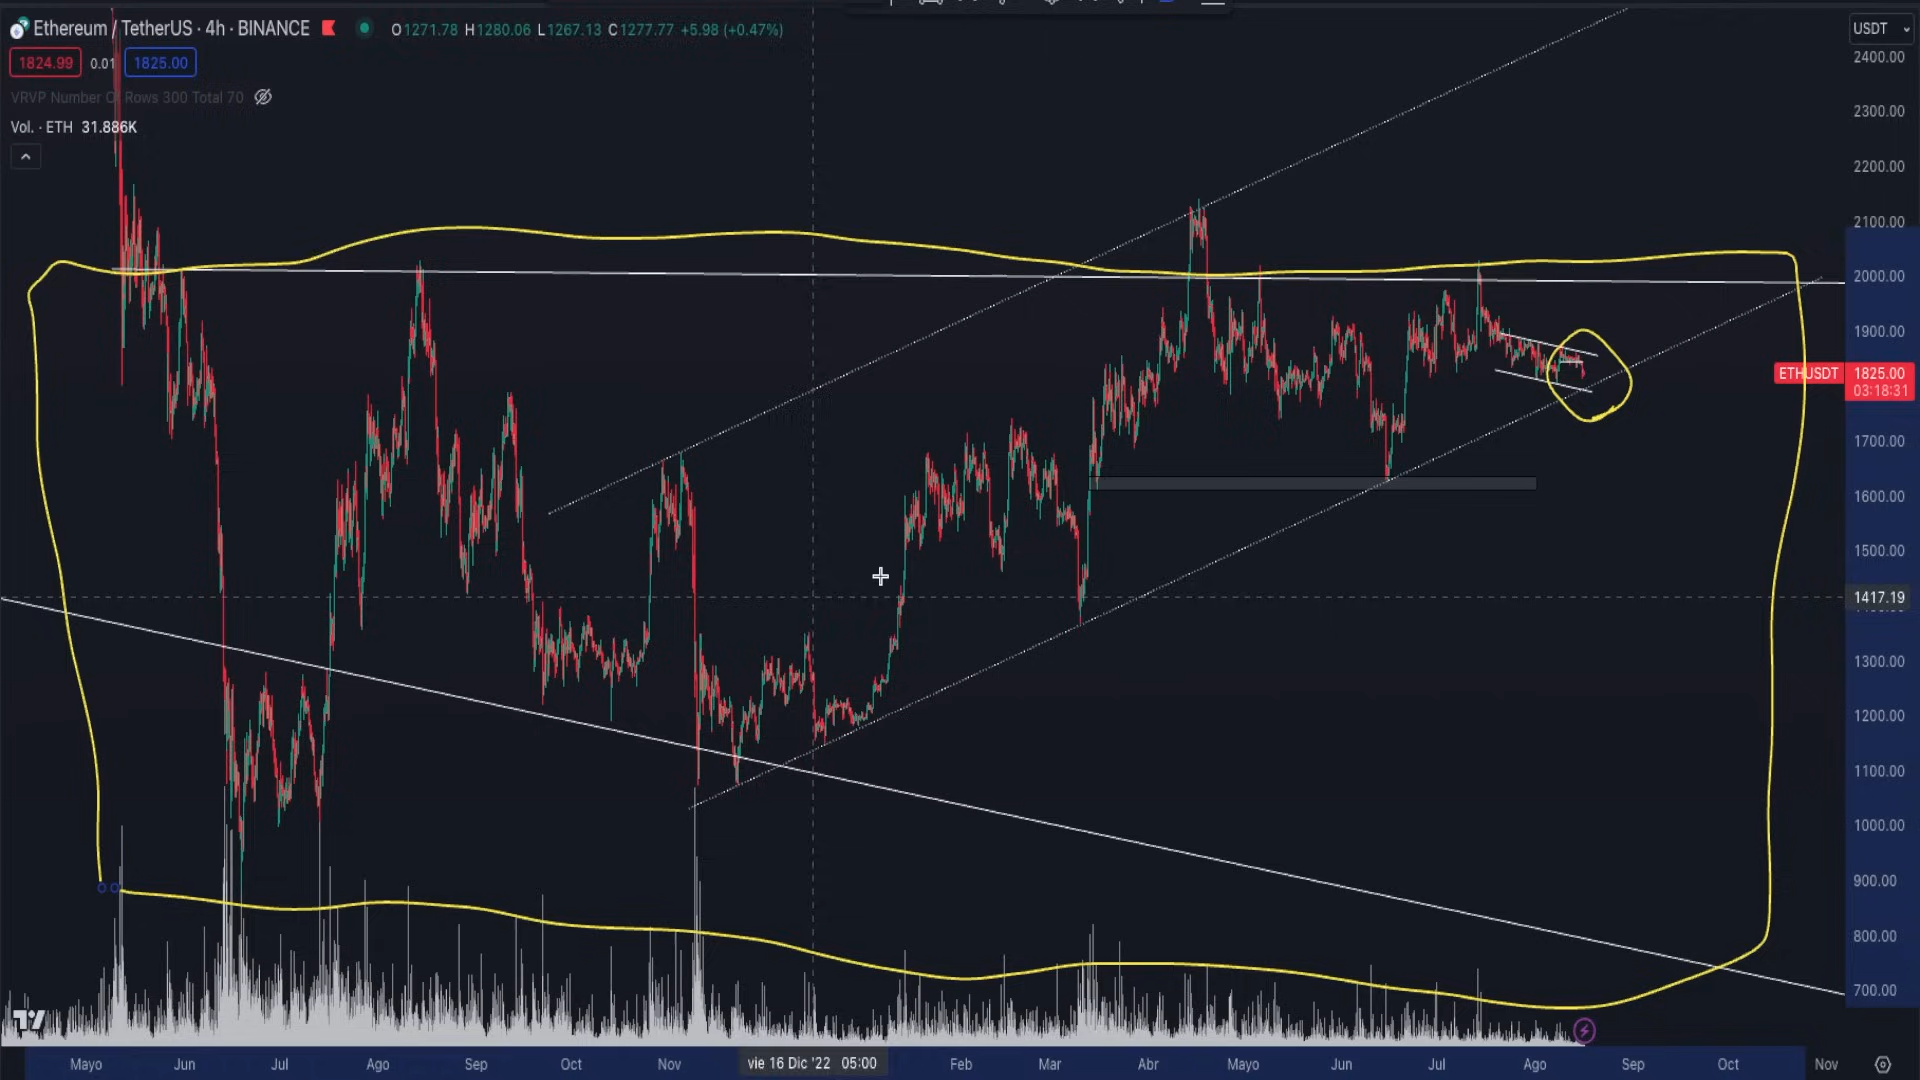 Ethereum / TetherUS · 4h · BINANCE O1271.78 H1280.06 L1267.13 C1277.77 +5.98 (+0.47%)
USDT
1824.99 0.01 1825.00
VRVP Number Of Rows 300 Total 70
Vol. · ETH 31.886K
2400.00
2300.00
2200.00
2100.00
2000.00
1900.00
ETHUSDT 1825.00
03:18:31
1700.00
1600.00
1500.00
1417.19
1300.00
1200.00
1100.00
1000.00
900.00
800.00
700.00
Mayo Jun Jul Ago Sep Oct Nov vie 16 Dic '22 05:00 Feb Mar Abr Mayo Jun Jul Ago Sep Oct Nov